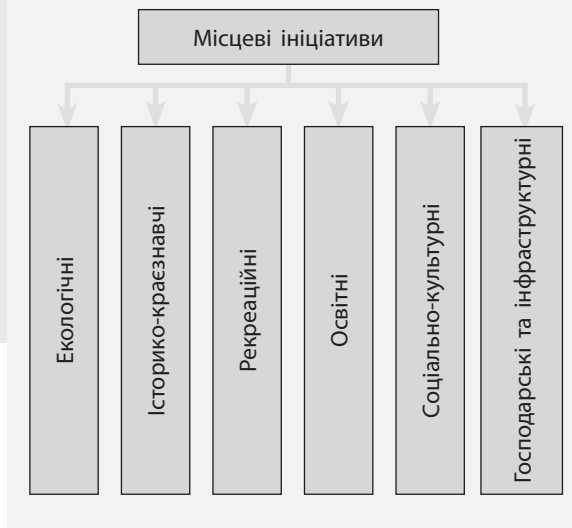 Місцеві ініціативи
Екологічні
Історико-краєзнавчі
Рекреаційні
Освітні
Соціально-культурні
Господарські та інфраструктурні